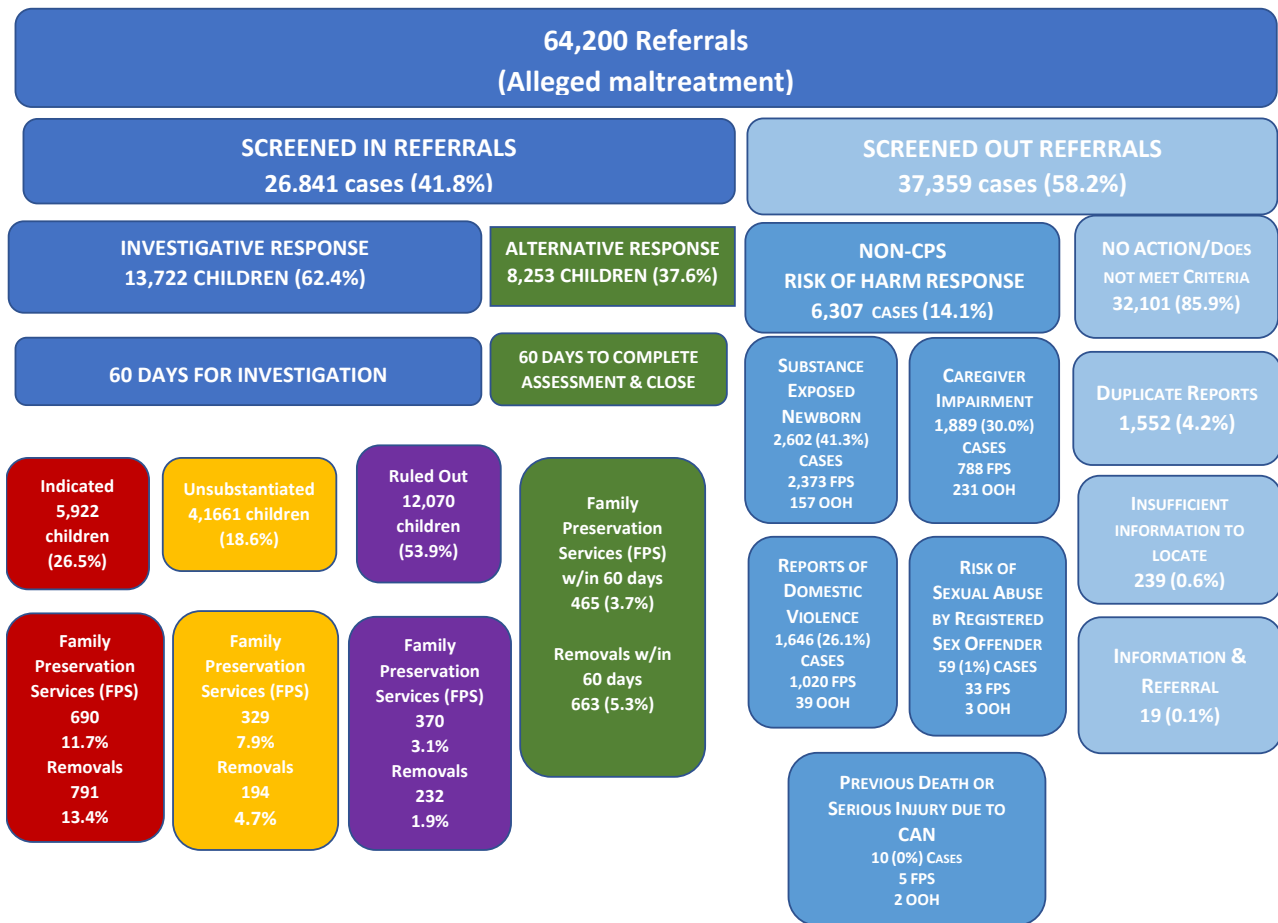 64,200 Referrals
(Alleged maltreatment)
SCREENED IN REFERRALS
26.841 cases (41.8%)
SCREENED OUT REFERRALS
37,359 cases (58.2%)
INVESTIGATIVE RESPONSE
13,722 CHILDREN (62.4%)
ALTERNATIVE RESPONSE
8,253 CHILDREN (37.6%)
NON-CPS
RISK OF HARM RESPONSE
6,307 CASES (14.1%)
NO ACTION/DOES
NOT MEET CRITERIA
32,101 (85.9%)
60 DAYS FOR INVESTIGATION
60 DAYS TO COMPLETE
ASSESSMENT & CLOSE
SUBSTANCE
EXPOSED
NEWBORN
2,602 (41.3%)
CASES
2,373 FPS
157 OOH
CAREGIVER
IMPAIRMENT
1,889 (30.0%)
CASES
788 FPS
231 OOH
DUPLICATE REPORTS
1,552 (4.2%)
Indicated
5,922
children
(26.5%)
Unsubstantiated
4,1661 children
(18.6%)
Ruled Out
12,070
children
(53.9%)
Family
Preservation
Services (FPS)
w/in 60 days
465 (3.7%)
Removals w/in
60 days
663 (5.3%)
INSUFFICIENT
INFORMATION TO
LOCATE
239 (0.6%)
REPORTS OF
DOMESTIC
VIOLENCE
1,646 (26.1%)
CASES
1,020 FPS
39 OOH
RISK OF
SEXUAL ABUSE
BY REGISTERED
SEX OFFENDER
59 (1%) CASES
33 FPS
3 OOH
INFORMATION &
REFERRAL
19 (0.1%)
Family
Preservation
Services (FPS)
690
11.7%
Removals
791
13.4%
Family
Preservation
Services (FPS)
329
7.9%
Removals
194
4.7%
Family
Preservation
Services (FPS)
370
3.1%
Removals
232
1.9%
PREVIOUS DEATH OR
SERIOUS INJURY DUE TO
CAN
10 (0%) CASES
5 FPS
2 OOH